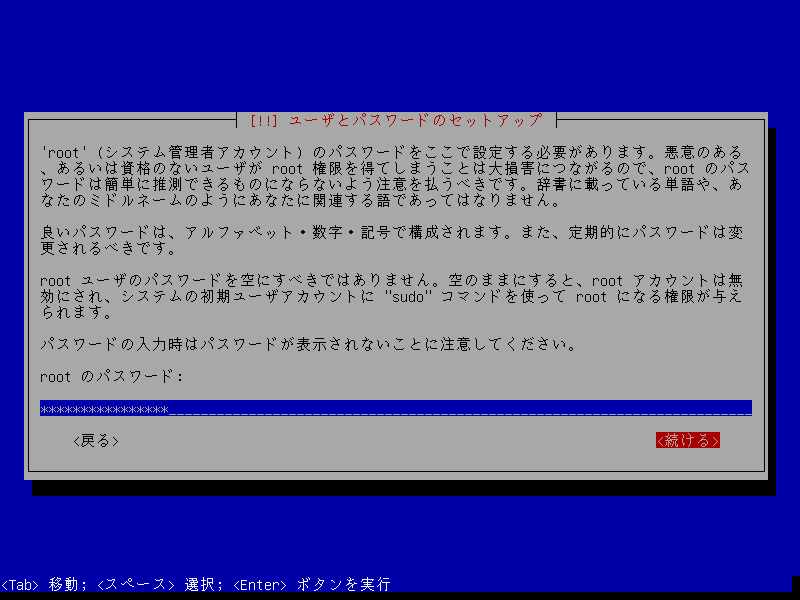 [!!] ユーザとパスワードのセットアップ
'root' (システム管理者アカウント) のパスワードをここで設定する必要があります。悪意のある
、あるいは資格のないユーザが root 権限を得てしまうことは大損害につながるので、root のパス
ワードは簡単に推測できるものにならないよう注意を払うべきです。辞書に載っている単語や、あ
なたのミドルネームのようにあなたに関連する語であってはなりません。
良いパスワードは、アルファベット・数字・記号で構成されます。また、定期的にパスワードは変
更されるべきです。
root ユーザのパスワードを空にすべきではありません。空のままにすると、root アカウントは無
効にされ、システムの初期ユーザアカウントに "sudo" コマンドを使って root になる権限が与え
られます。
パスワードの入力時はパスワードが表示されないことに注意してください。
root のパスワード:
****************
<戻る> <続ける>
<Tab> 移動; <スペース> 選択; <Enter> ボタンを実行